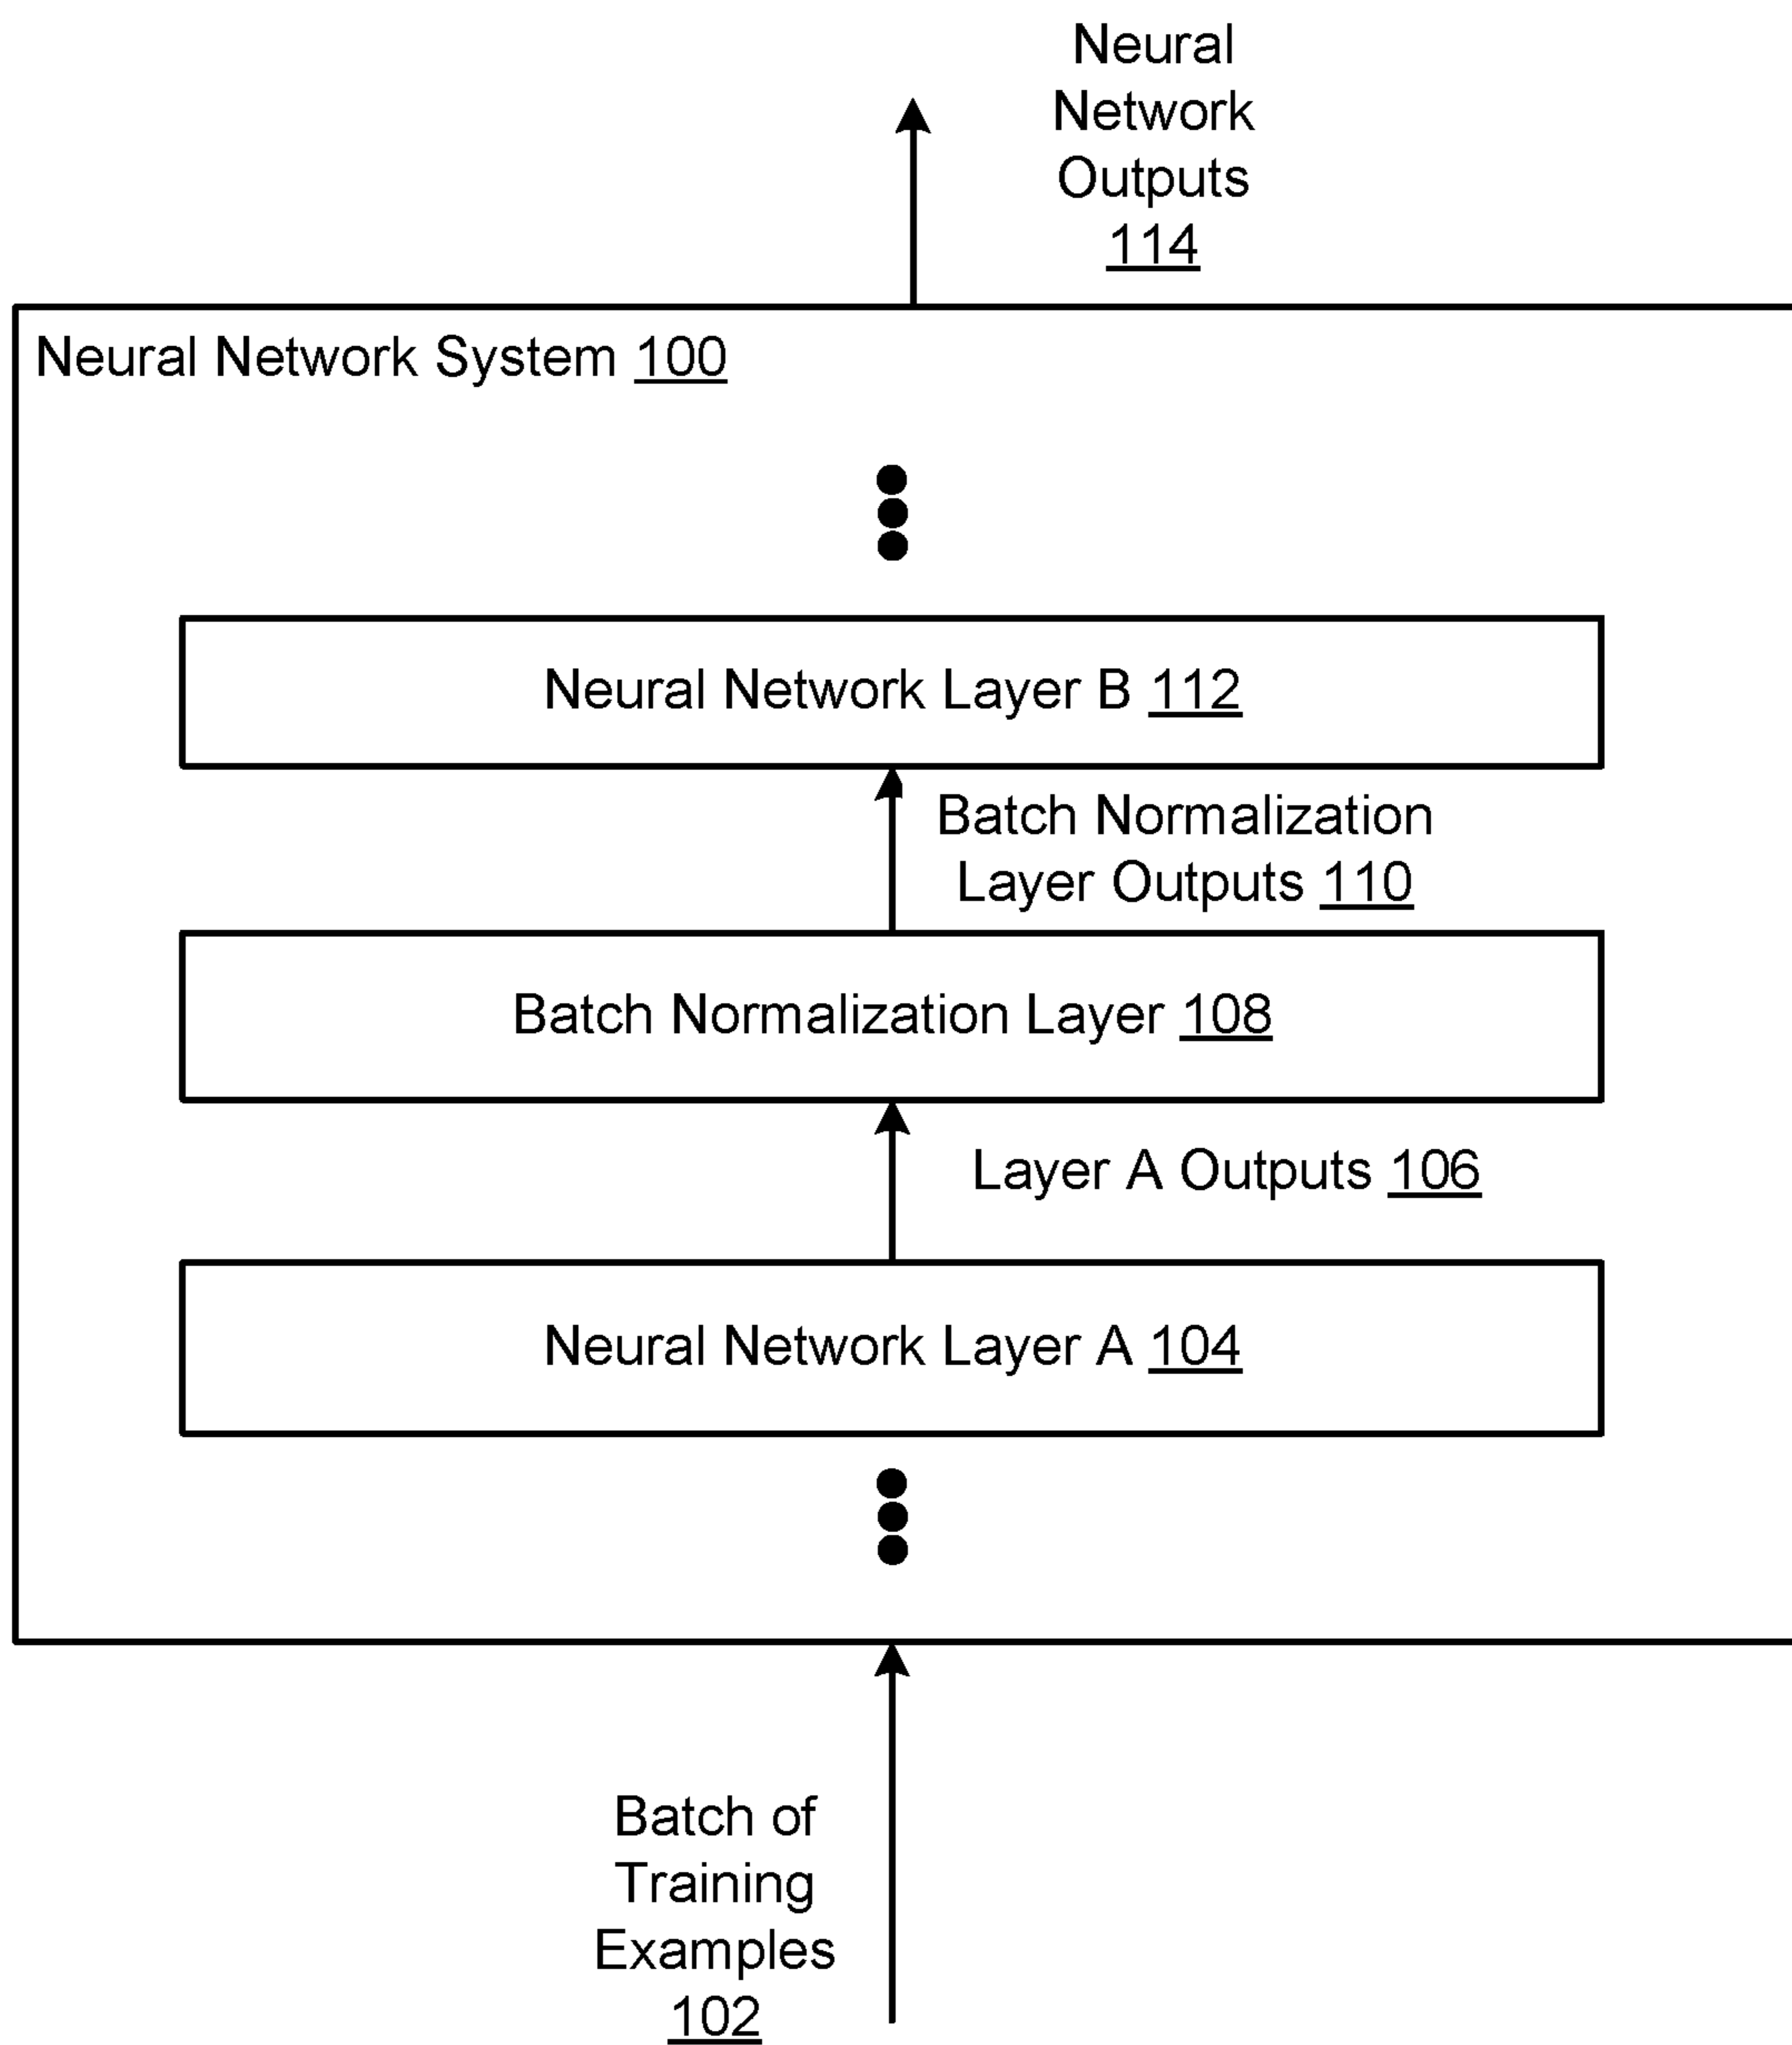 Neural
Network
Outputs
114
Neural Network System 100
Neural Network Layer B 112
Batch Normalization
Layer Outputs 110
Batch Normalization Layer 108
Layer A Outputs 106
Neural Network Layer A 104
Batch of
Training
Examples
102